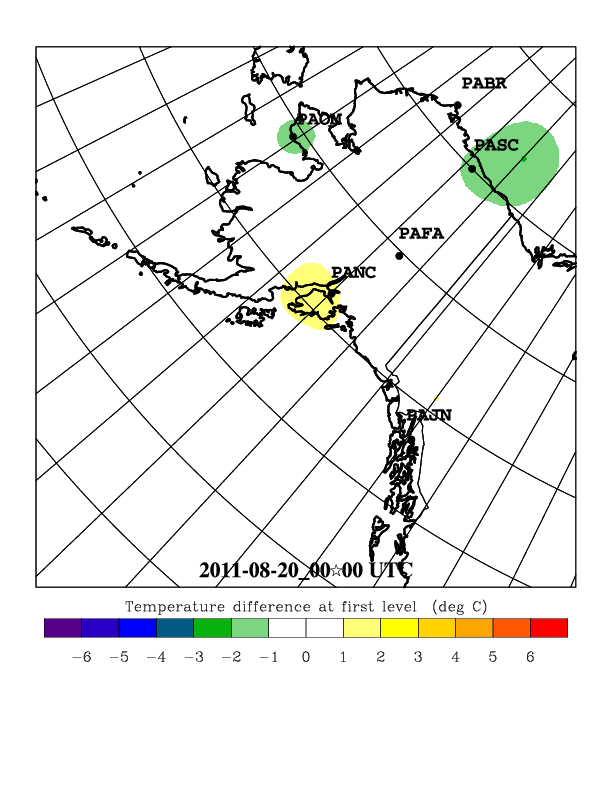 PABR
PAOM
PASC
PAFA
PANC
PAJN
2011-08-20_00☆00 UTC
Temperature difference at first level (deg C)
-6 -5 -4 -3 -2 -1 0 1 2 3 4 5 6